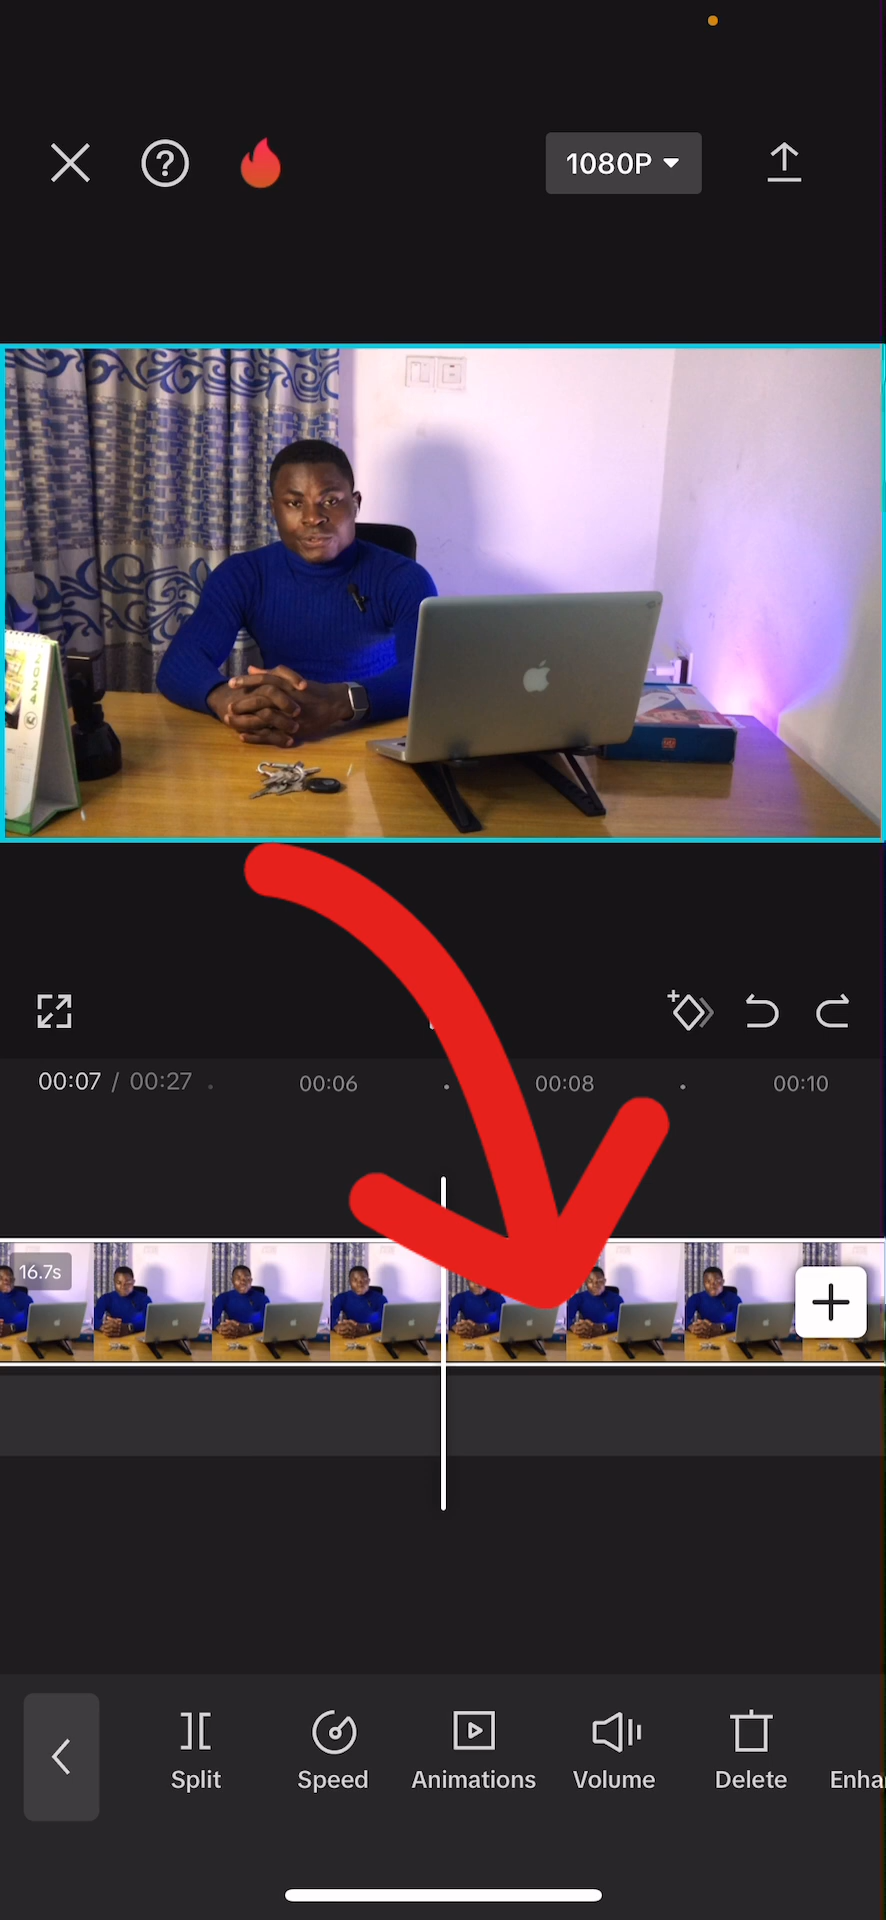 1080P
00:07 / 00:27
00:06
00:08
00:10
16.7s
Split
Speed
Animations
Volume
Delete
Enha